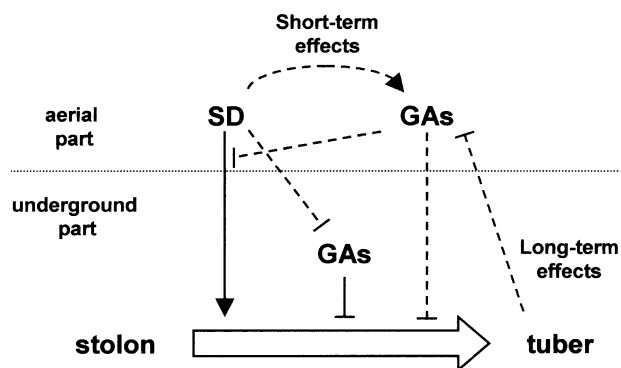 Short-term
effects
aerial
part
SD
GAs
underground
part
GAs
Long-term
effects
stolon
tuber